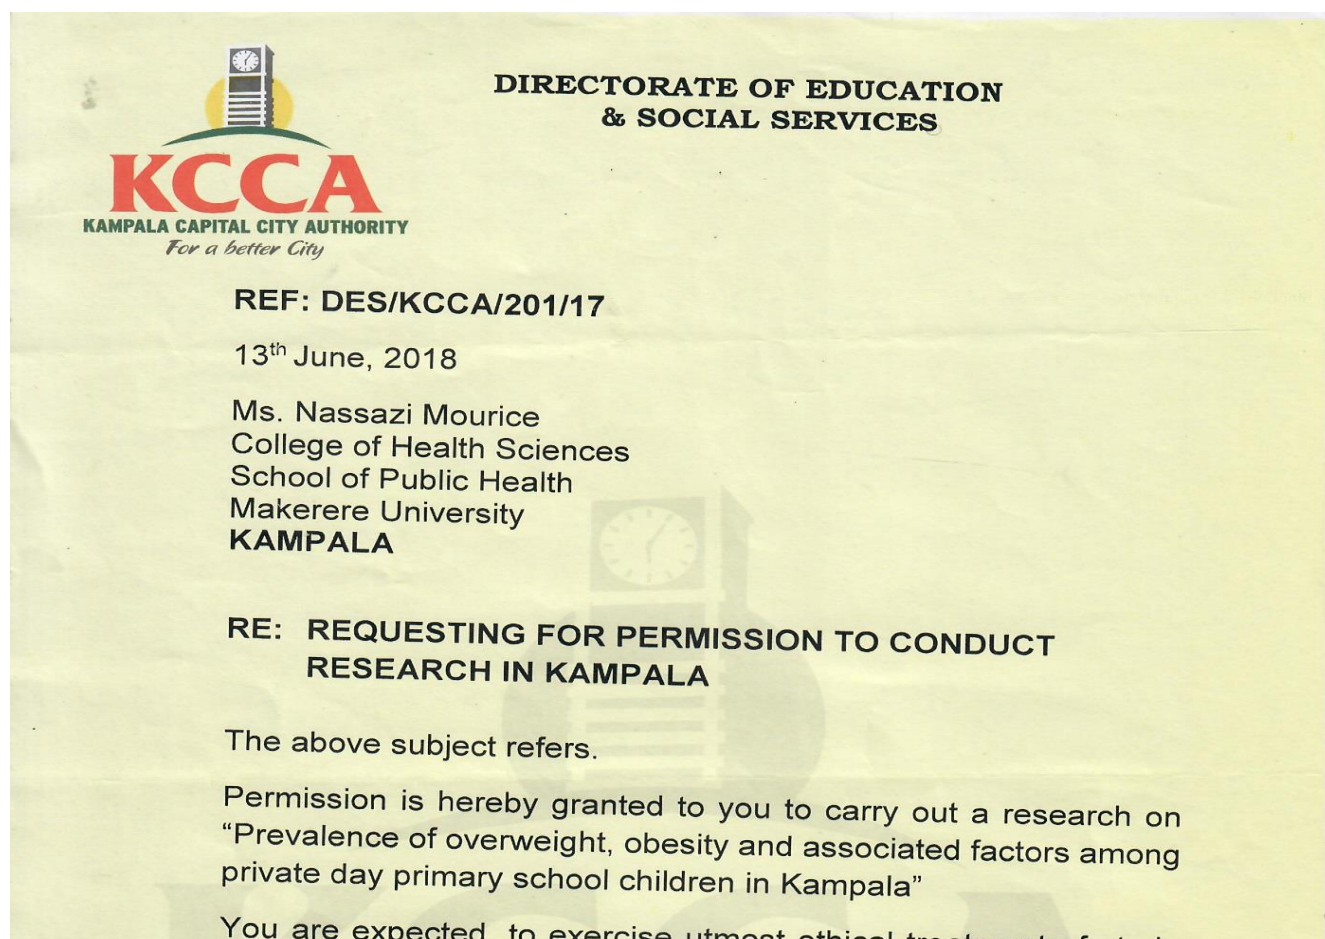 DIRECTORATE OF EDUCATION
& SOCIAL SERVICES
KCCA
KAMPALA CAPITAL CITY AUTHORITY
For a better City
REF: DES/KCCA/201/17
13th June, 2018
Ms. Nassazi Mourice
College of Health Sciences
School of Public Health
Makerere University
KAMPALA
RE: REQUESTING FOR PERMISSION TO CONDUCT
RESEARCH IN KAMPALA
The above subject refers.
Permission is hereby granted to you to carry out a research on
“Prevalence of overweight, obesity and associated factors among
private day primary school children in Kampala”
You are expected to exercise utmost ethical